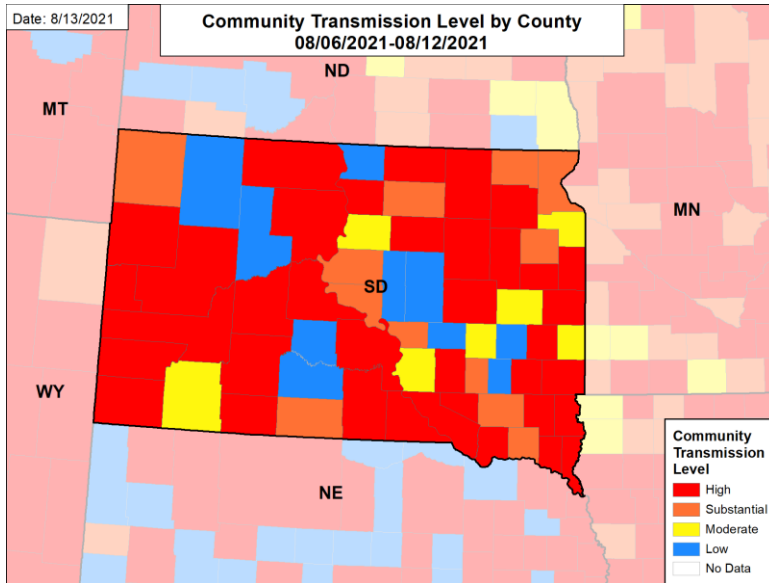 Date: 8/13/2021
Community Transmission Level by County
08/06/2021-08/12/2021
ND
MT
MN
SD
WY
NE
Community
Transmission
Level
High
Substantial
Moderate
Low
No Data